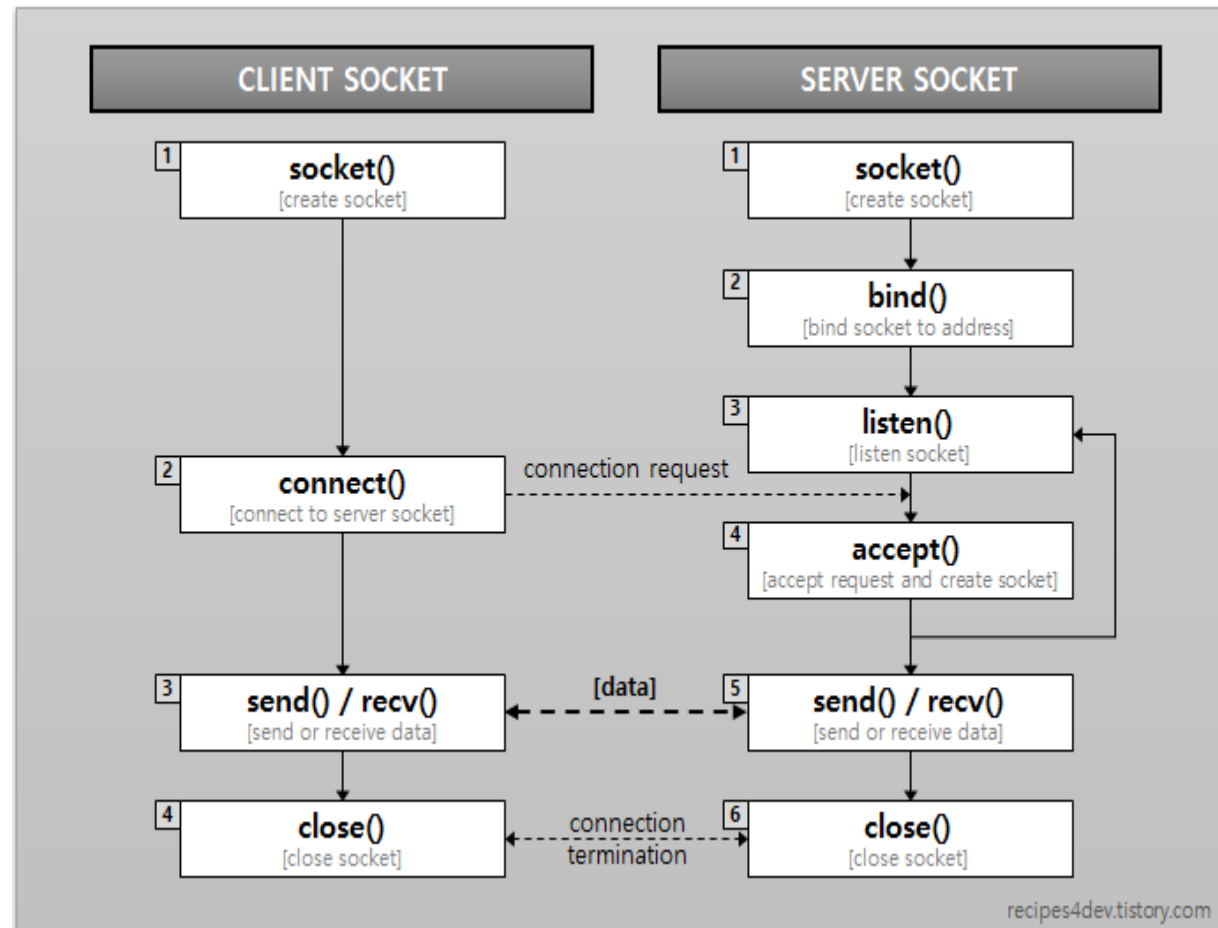 CLIENT SOCKET
SERVER SOCKET
1
socket()
[create socket]
1
socket()
[create socket]
2
bind()
[bind socket to address]
3
listen()
[listen socket]
2
connect()
[connect to server socket]
connection request
4
accept()
[accept request and create socket]
3
send() / recv()
[send or receive data]
[data]
5
send() / recv()
[send or receive data]
4
close()
[close socket]
connection
termination
6
close()
[close socket]
recipes4dev.tistory.com